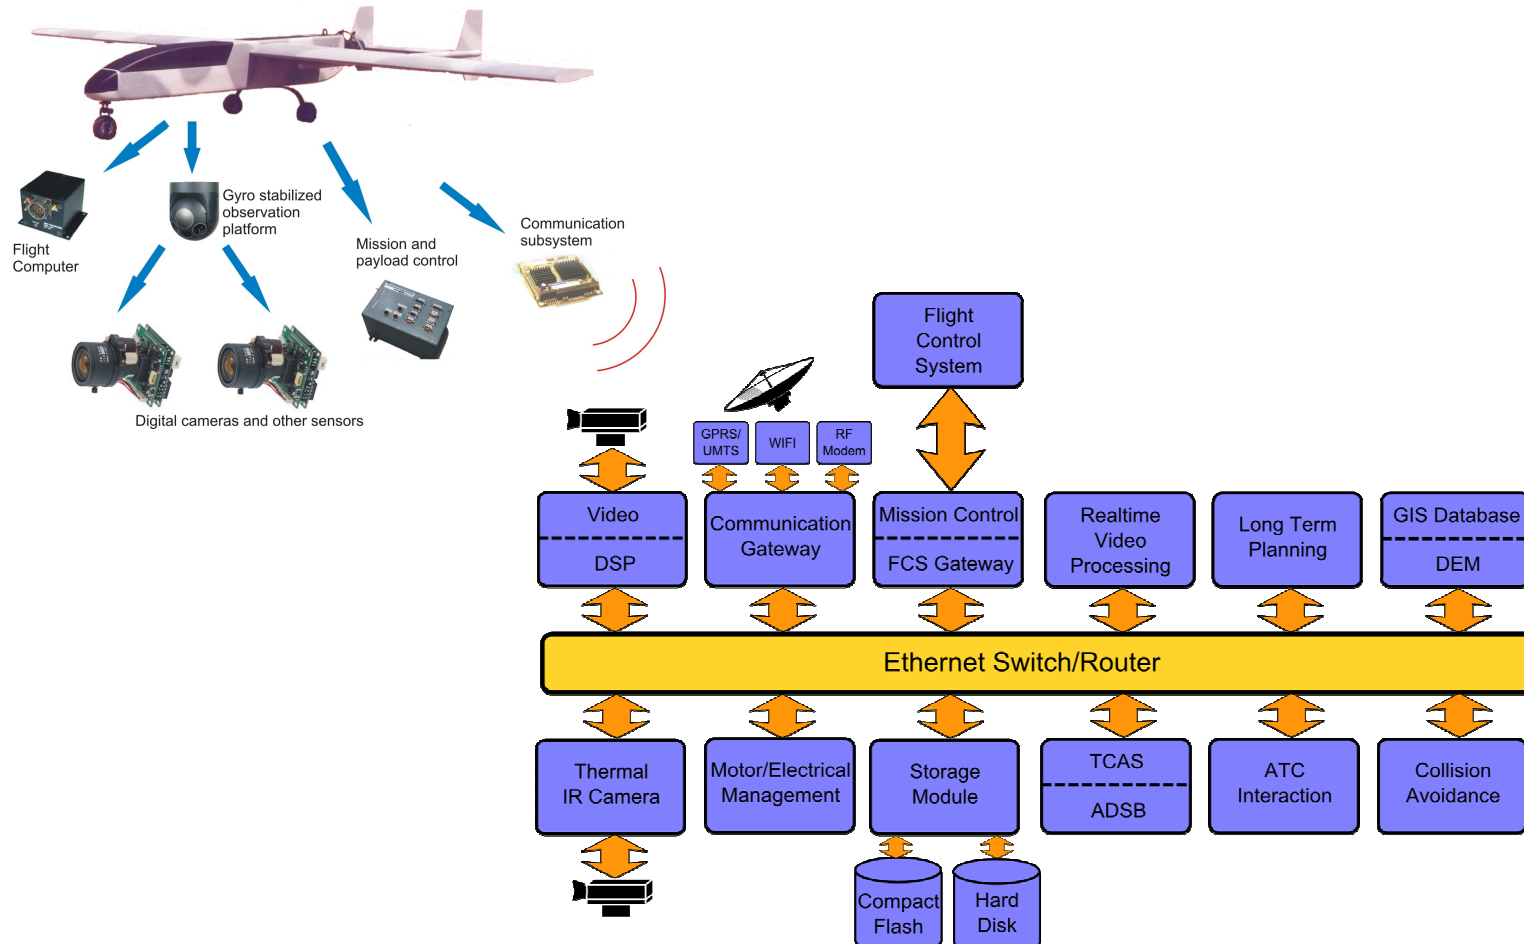 Gyro stabilized
observation
platform
Flight
Computer
Mission and
payload control
Communication
subsystem
Digital cameras and other sensors
Flight
Control
System
GPRS/
UMTS
WIFI
RF
Modem
Video
DSP
Communication
Gateway
Mission Control
FCS Gateway
Realtime
Video
Processing
Long Term
Planning
GIS Database
DEM
Ethernet Switch/Router
Thermal
IR Camera
Motor/Electrical
Management
Storage
Module
TCAS
ADSB
ATC
Interaction
Collision
Avoidance
Compact
Flash
Hard
Disk